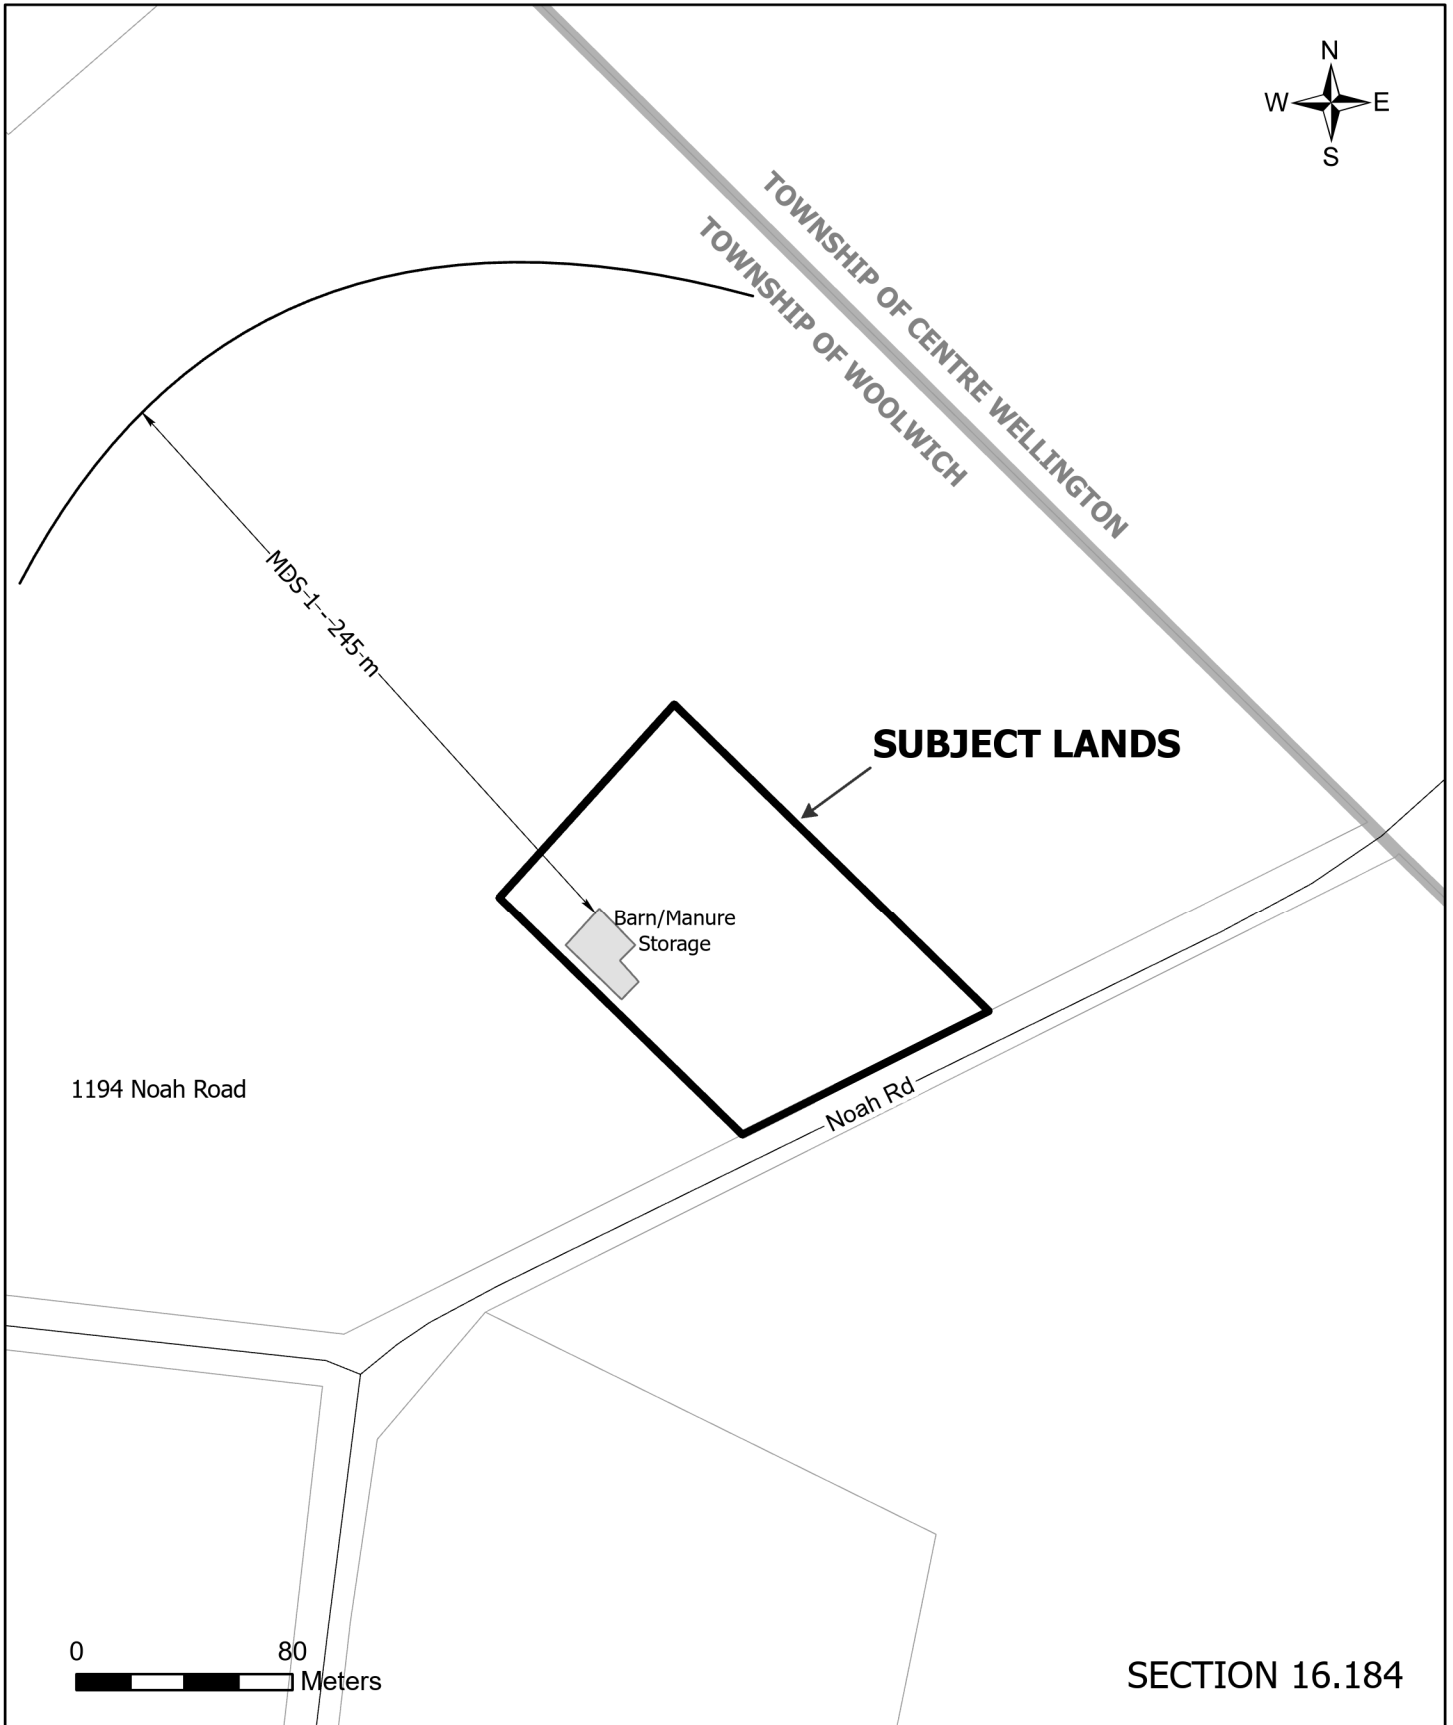 N
W E
S
TOWNSHIP OF CENTRE WELLINGTON
TOWNSHIP OF WOOLWICH
MDS-1--245-m
SUBJECT LANDS
Barn/Manure
Storage
1194 Noah Road
Noah Rd
0 80
Meters
SECTION 16.184